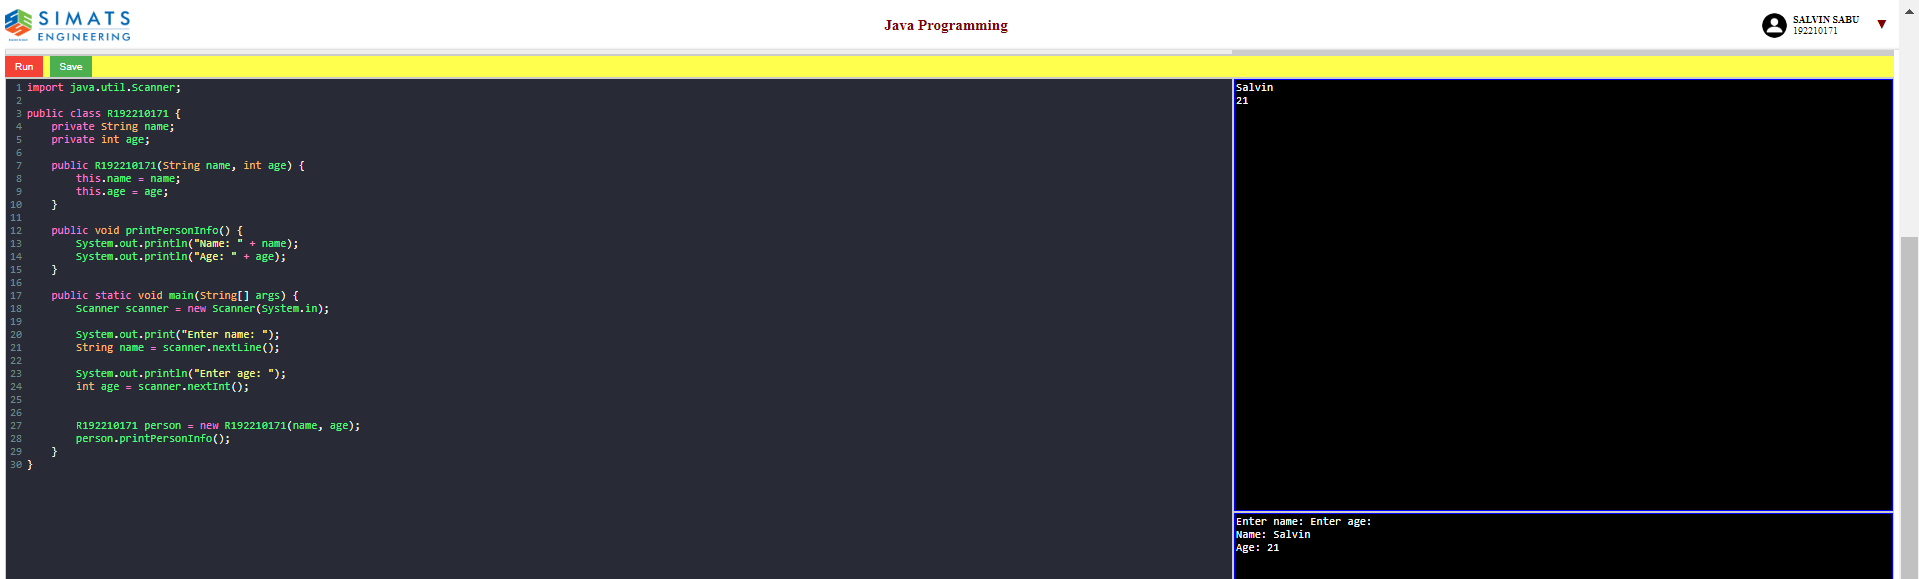 SIMATS
ENGINEERING
Java Programming
SALVIN SABU
192210171
Run Save
1 import java.util.Scanner;
2
3 public class R192210171 {
4     private String name;
5     private int age;
6
7     public R192210171(String name, int age) {
8         this.name = name;
9         this.age = age;
10     }
11
12     public void printPersonInfo() {
13         System.out.println("Name: " + name);
14         System.out.println("Age: " + age);
15     }
16
17     public static void main(String[] args) {
18         Scanner scanner = new Scanner(System.in);
19
20         System.out.print("Enter name: ");
21         String name = scanner.nextLine();
22
23         System.out.println("Enter age: ");
24         int age = scanner.nextInt();
25
26
27         R192210171 person = new R192210171(name, age);
28         person.printPersonInfo();
29     }
30 }
Salvin
21
Enter name: Enter age:
Name: Salvin
Age: 21